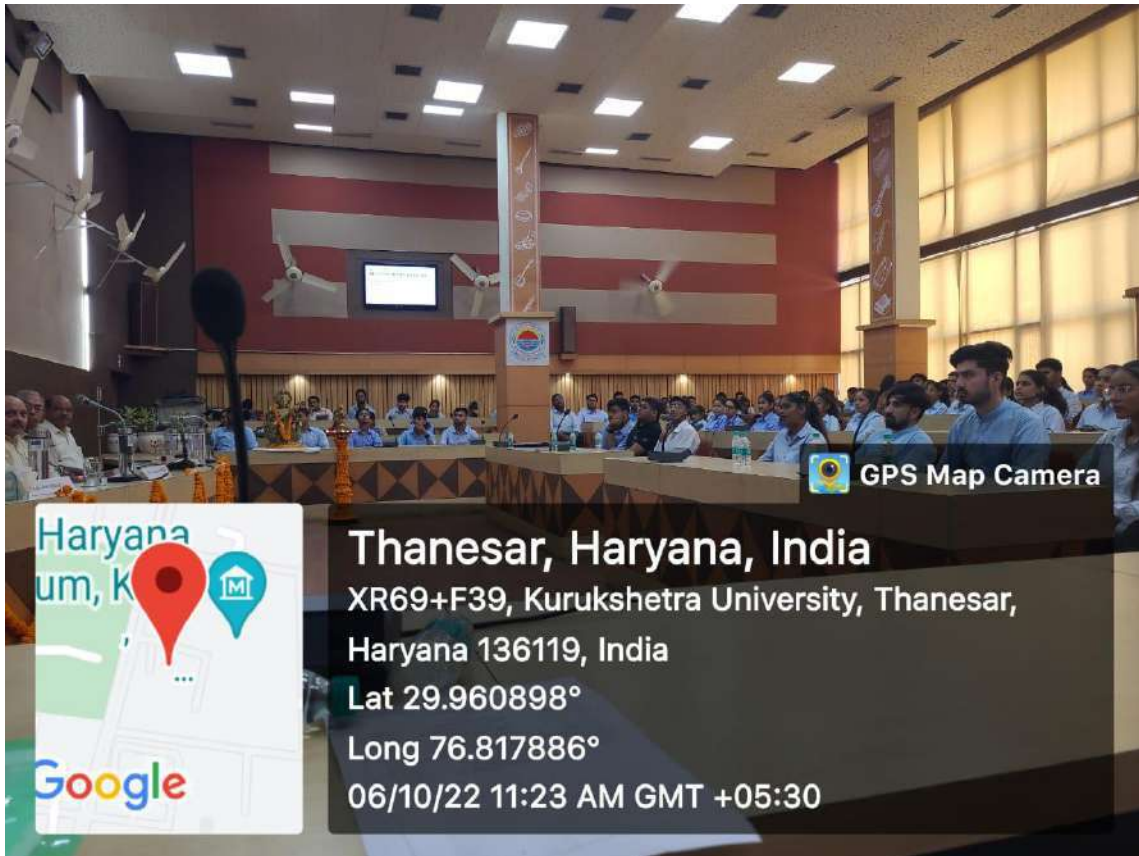 GPS Map Camera
Haryana
um, K
M
Google
Thanesar, Haryana, India
XR69+F39, Kurukshetra University, Thanesar,
Haryana 136119, India
Lat 29.960898°
Long 76.817886°
06/10/22 11:23 AM GMT +05:30